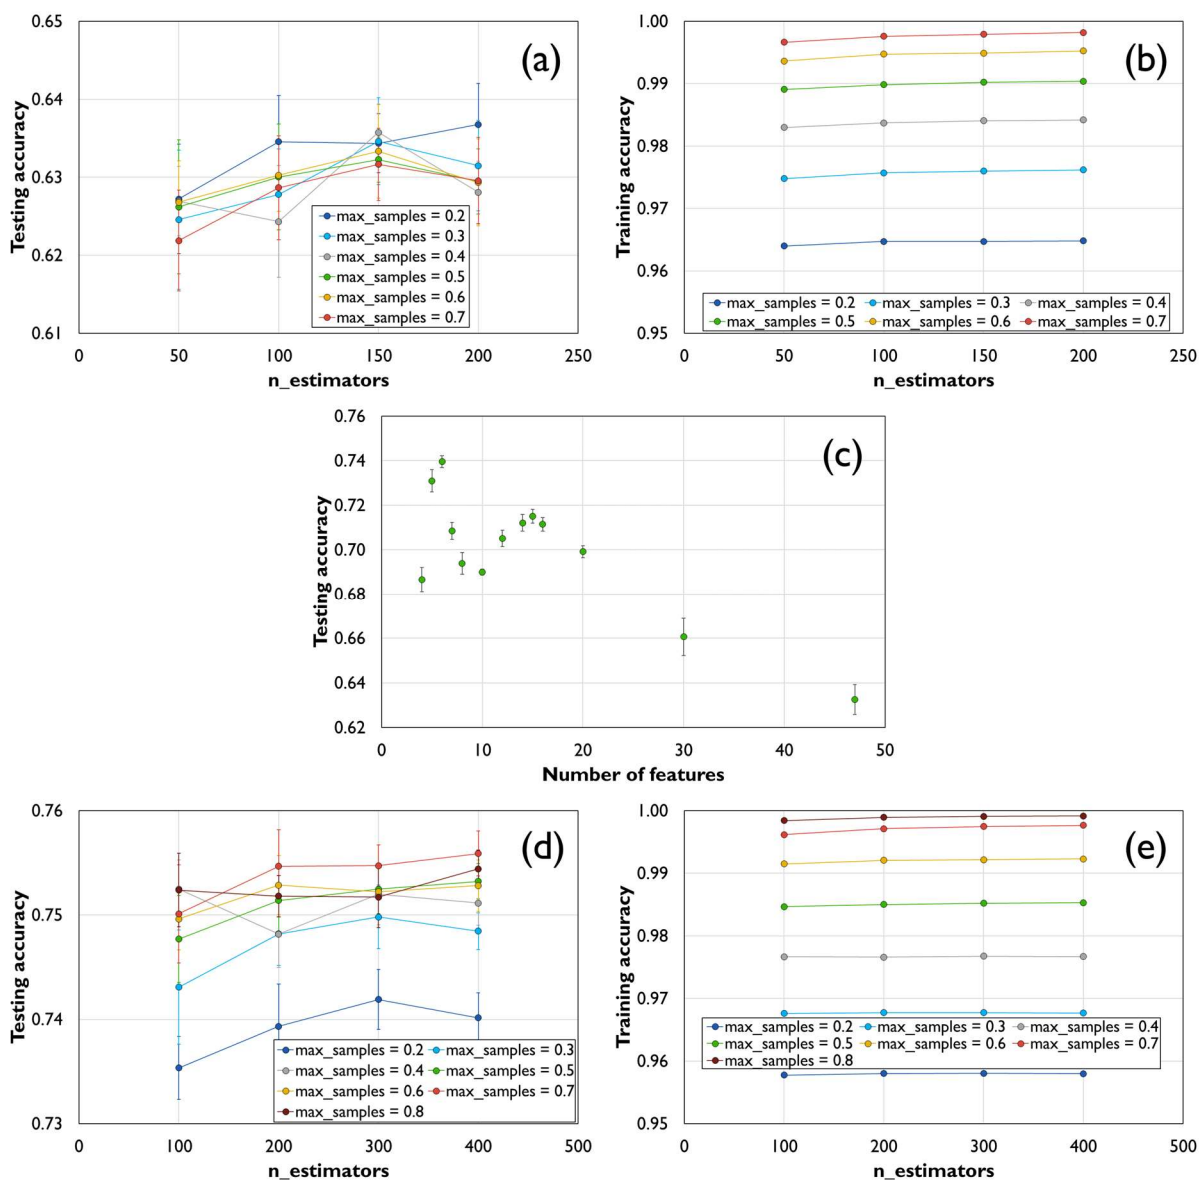 0.65
0.64
0.63
0.62
0.61
0
50
100
150
200
250
Testing accuracy
n_estimators
(a)
max_samples = 0.2
max_samples = 0.3
max_samples = 0.4
max_samples = 0.5
max_samples = 0.6
max_samples = 0.7
1.00
0.99
0.98
0.97
0.96
0.95
0
50
100
150
200
250
Training accuracy
n_estimators
(b)
max_samples = 0.2
max_samples = 0.3
max_samples = 0.4
max_samples = 0.5
max_samples = 0.6
max_samples = 0.7
0.76
0.74
0.72
0.70
0.68
0.66
0.64
0.62
0
10
20
30
40
50
Testing accuracy
Number of features
(c)
0.76
0.75
0.74
0.73
0
100
200
300
400
500
Testing accuracy
n_estimators
(d)
max_samples = 0.2
max_samples = 0.3
max_samples = 0.4
max_samples = 0.5
max_samples = 0.6
max_samples = 0.7
max_samples = 0.8
1.00
0.99
0.98
0.97
0.96
0.95
0
100
200
300
400
500
Training accuracy
n_estimators
(e)
max_samples = 0.2
max_samples = 0.3
max_samples = 0.4
max_samples = 0.5
max_samples = 0.6
max_samples = 0.7
max_samples = 0.8